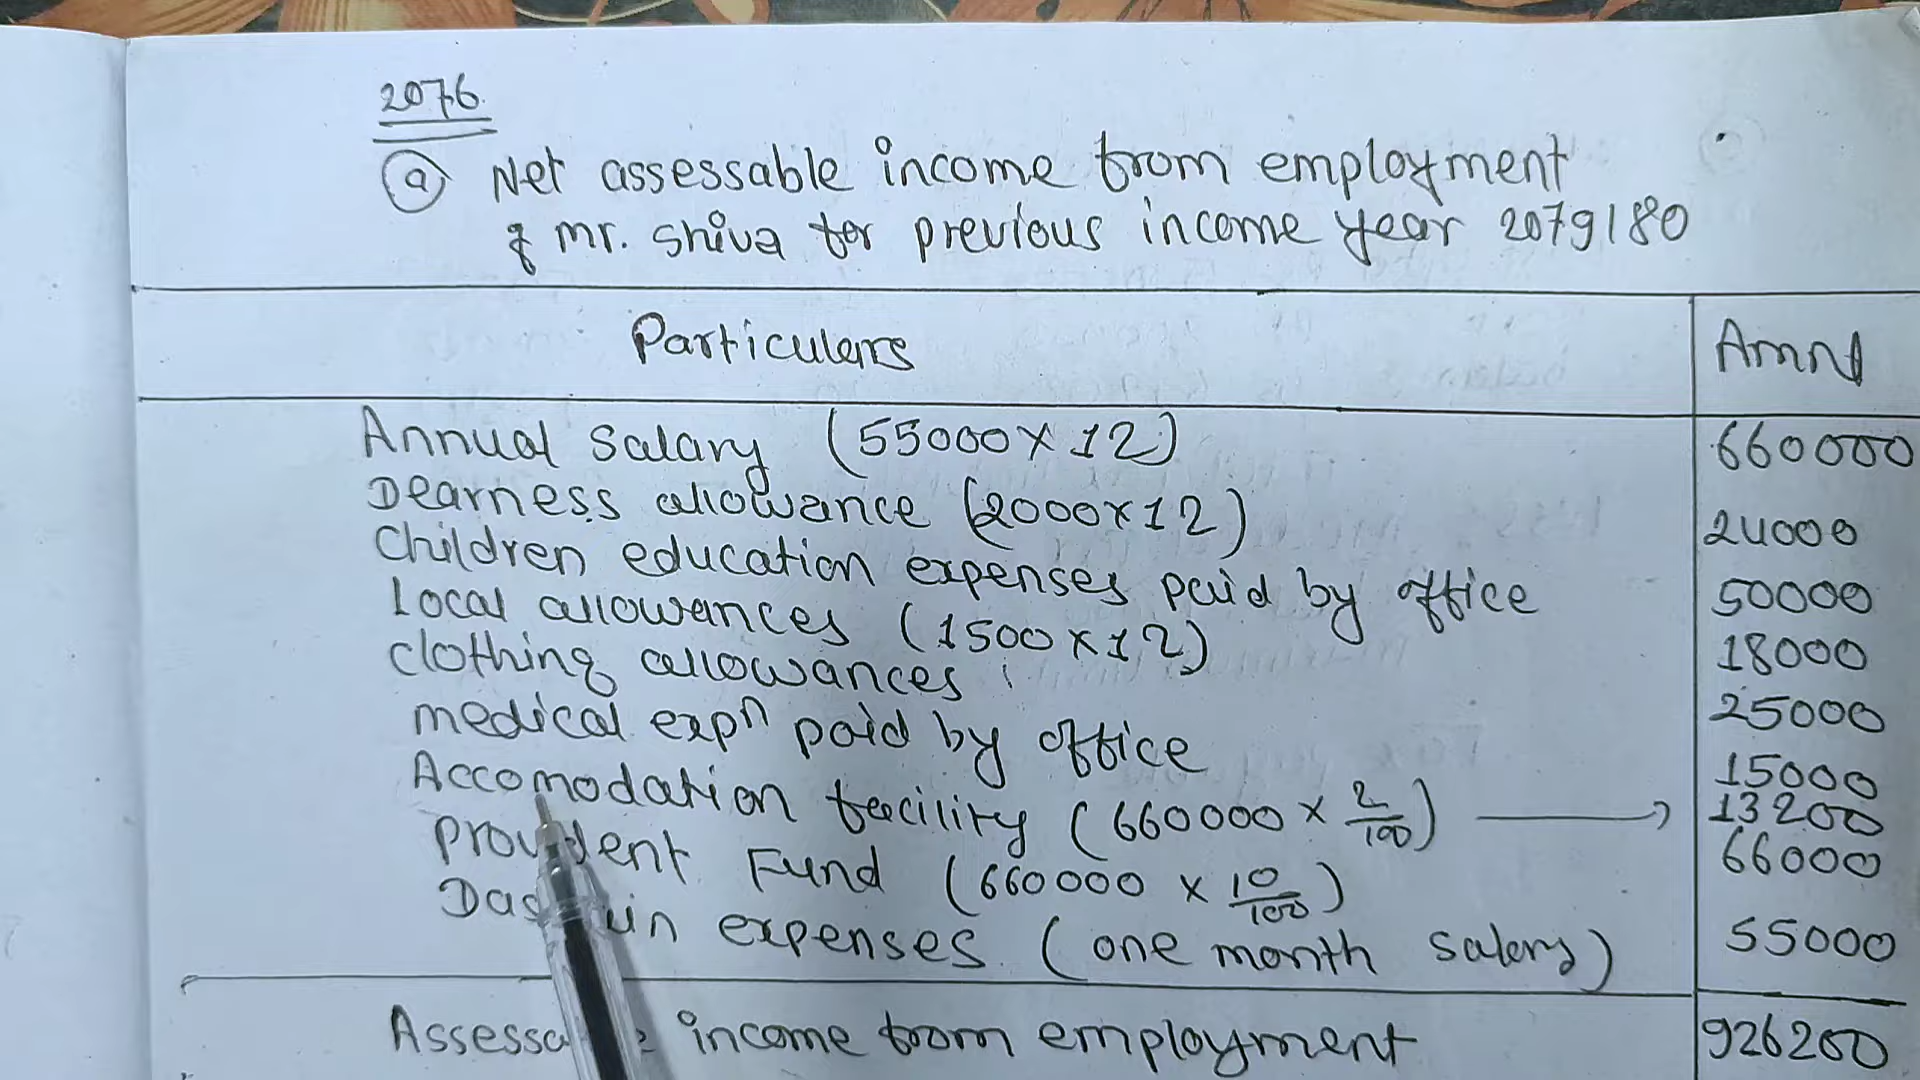 2076
(a) Net assessable income from employment
of mr. Shiva for previous income year 2079/80
Particulars Amnt
Annual Salary (55000 × 12) 660000
Dearness allowance (2000×12) 24000
Children education expenses paid by office 50000
Local allowances (1500×12) 18000
clothing allowances 25000
medical expn paid by office 15000
Accomodation facility (660000 × 2/100) → 13200
Fund (660000 × 10/100) 66000
expenses (one month salary) 55000
income from employment 926200